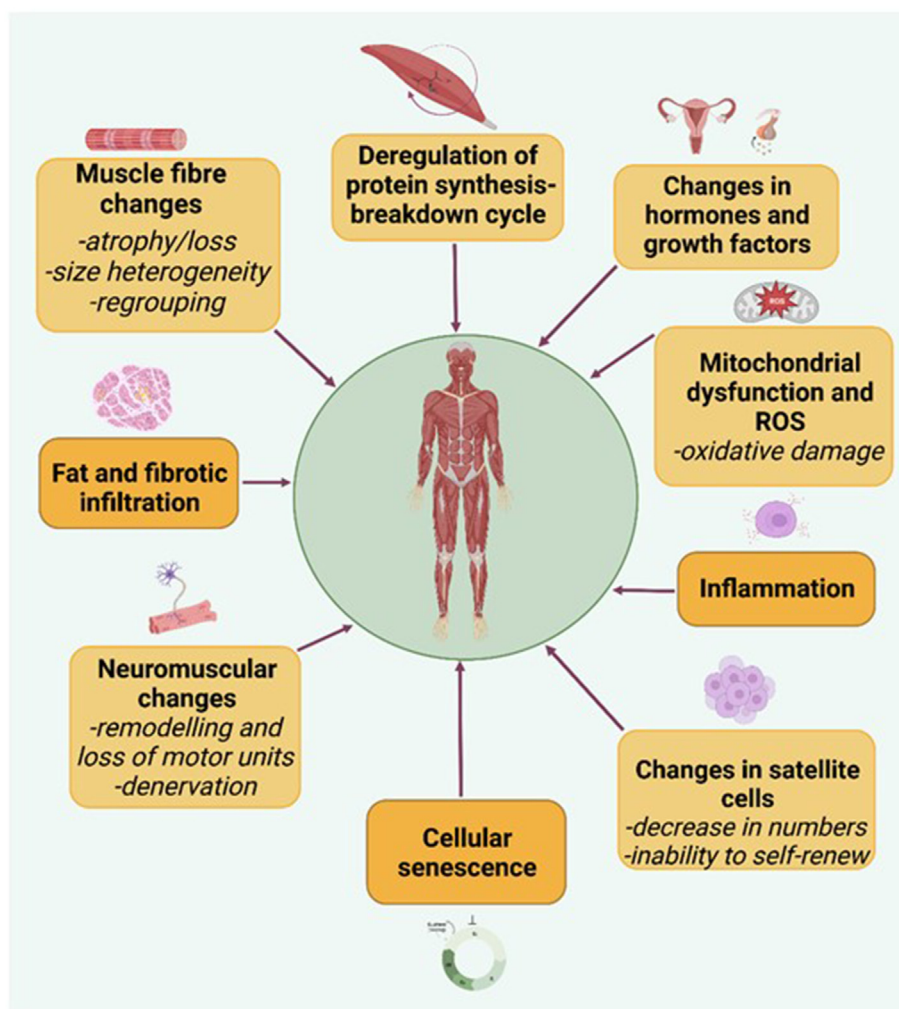 Deregulation of
protein synthesis-
breakdown cycle
Muscle fibre
changes
-atrophy/loss
-size heterogeneity
-regrouping
Changes in
hormones and
growth factors
ROS
Mitochondrial
dysfunction and
ROS
-oxidative damage
Fat and fibrotic
infiltration
Inflammation
Neuromuscular
changes
-remodelling and
loss of motor units
-denervation
Changes in satellite
cells
-decrease in numbers
-inability to self-renew
Cellular
senescence